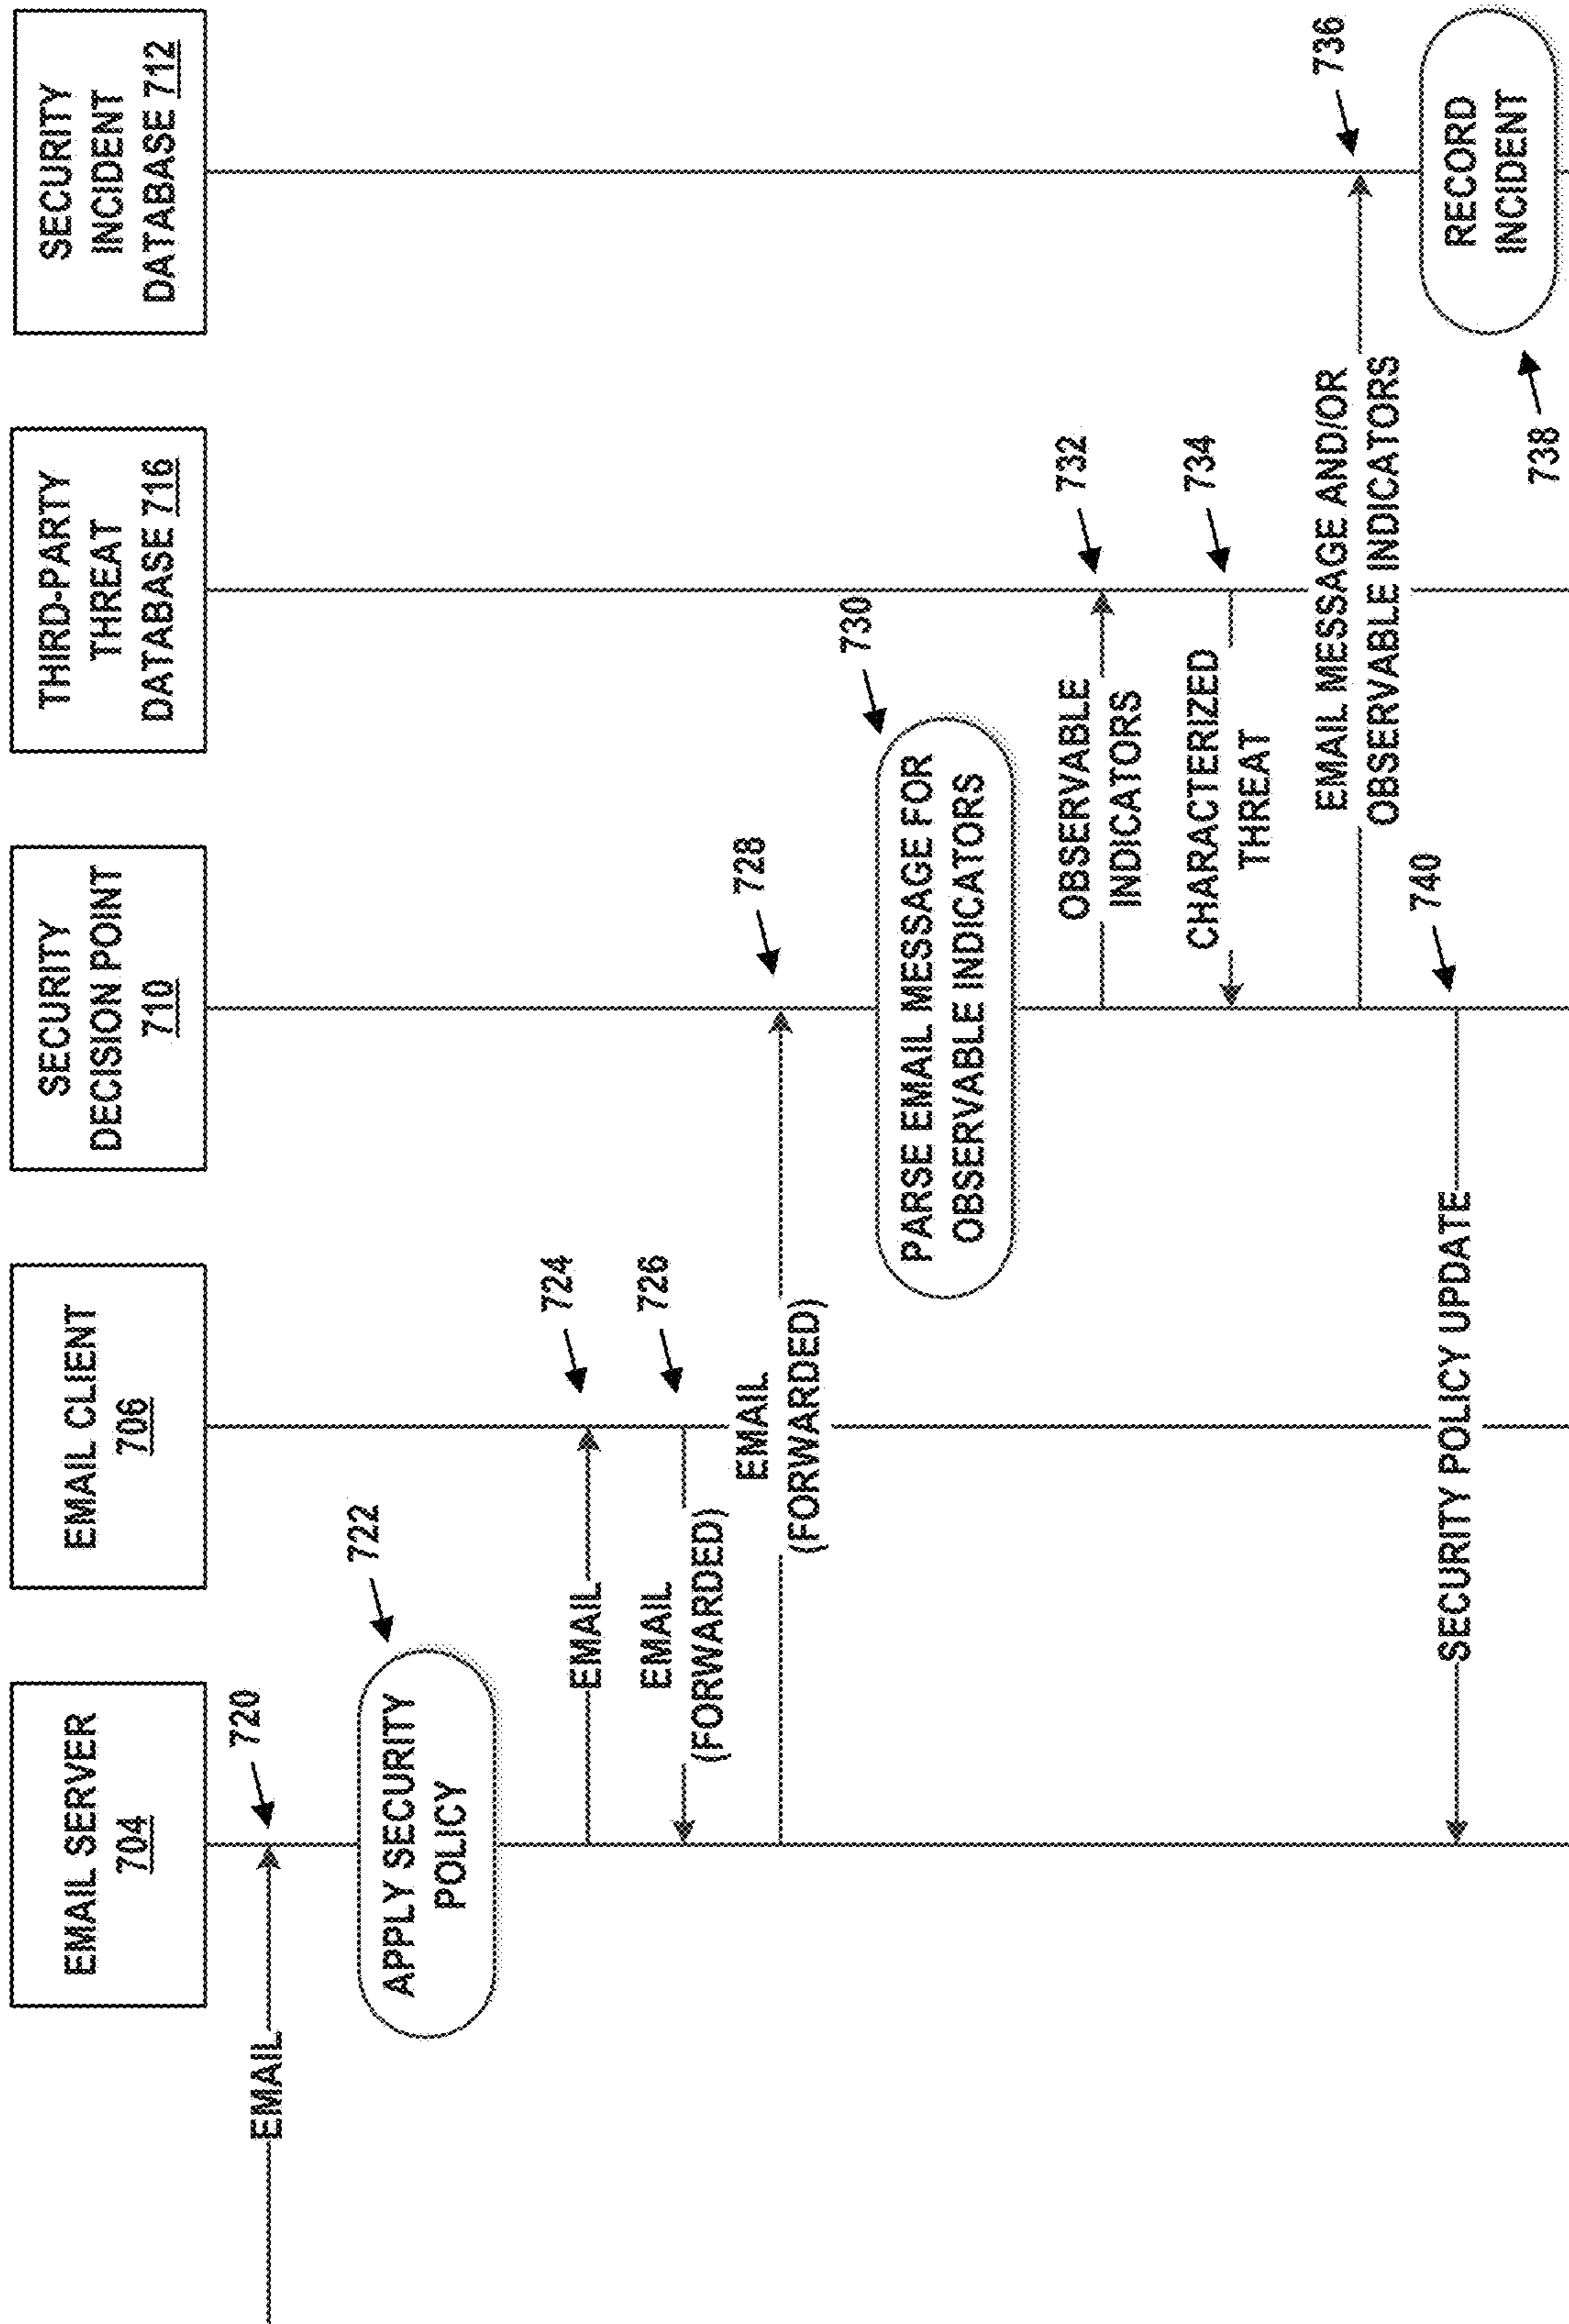 EMAIL SERVER
704
EMAIL CLIENT
706
SECURITY
DECISION POINT
710
THIRD-PARTY
THREAT
DATABASE 716
SECURITY
INCIDENT
DATABASE 712
EMAIL
720
722
APPLY SECURITY
POLICY
EMAIL
724
EMAIL
(FORWARDED)
726
EMAIL
(FORWARDED)
728
730
PARSE EMAIL MESSAGE FOR
OBSERVABLE INDICATORS
OBSERVABLE
INDICATORS
732
CHARACTERIZED
THREAT
734
EMAIL MESSAGE AND/OR
OBSERVABLE INDICATORS
736
RECORD
INCIDENT
738
SECURITY POLICY UPDATE
740